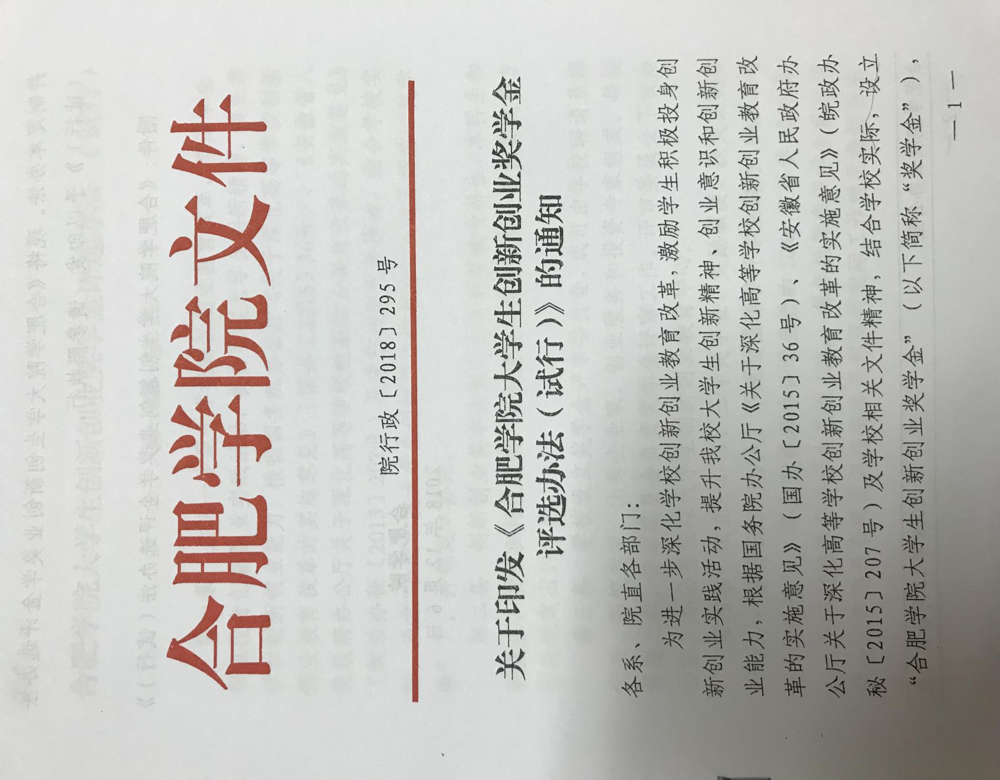 合肥学院文件
院行政〔2018〕295号
关于印发《合肥学院大学生创新创业奖学金
评选办法（试行）》的通知
各系、院直各部门：
为进一步深化学校创新创业教育改革，激励学生积极投身创
新创业实践活动，提升我校大学生创新精神、创业意识和创新创
业能力，根据国务院办公厅《关于深化高等学校创新创业教育改
革的实施意见》（国办〔2015〕36号）、《安徽省人民政府办
公厅关于深化高等学校创新创业教育改革的实施意见》（皖政办
秘〔2015〕207号）及学校相关文件精神，结合学校实际，设立
“合肥学院大学生创新创业奖学金”（以下简称“奖学金”），
— 1 —